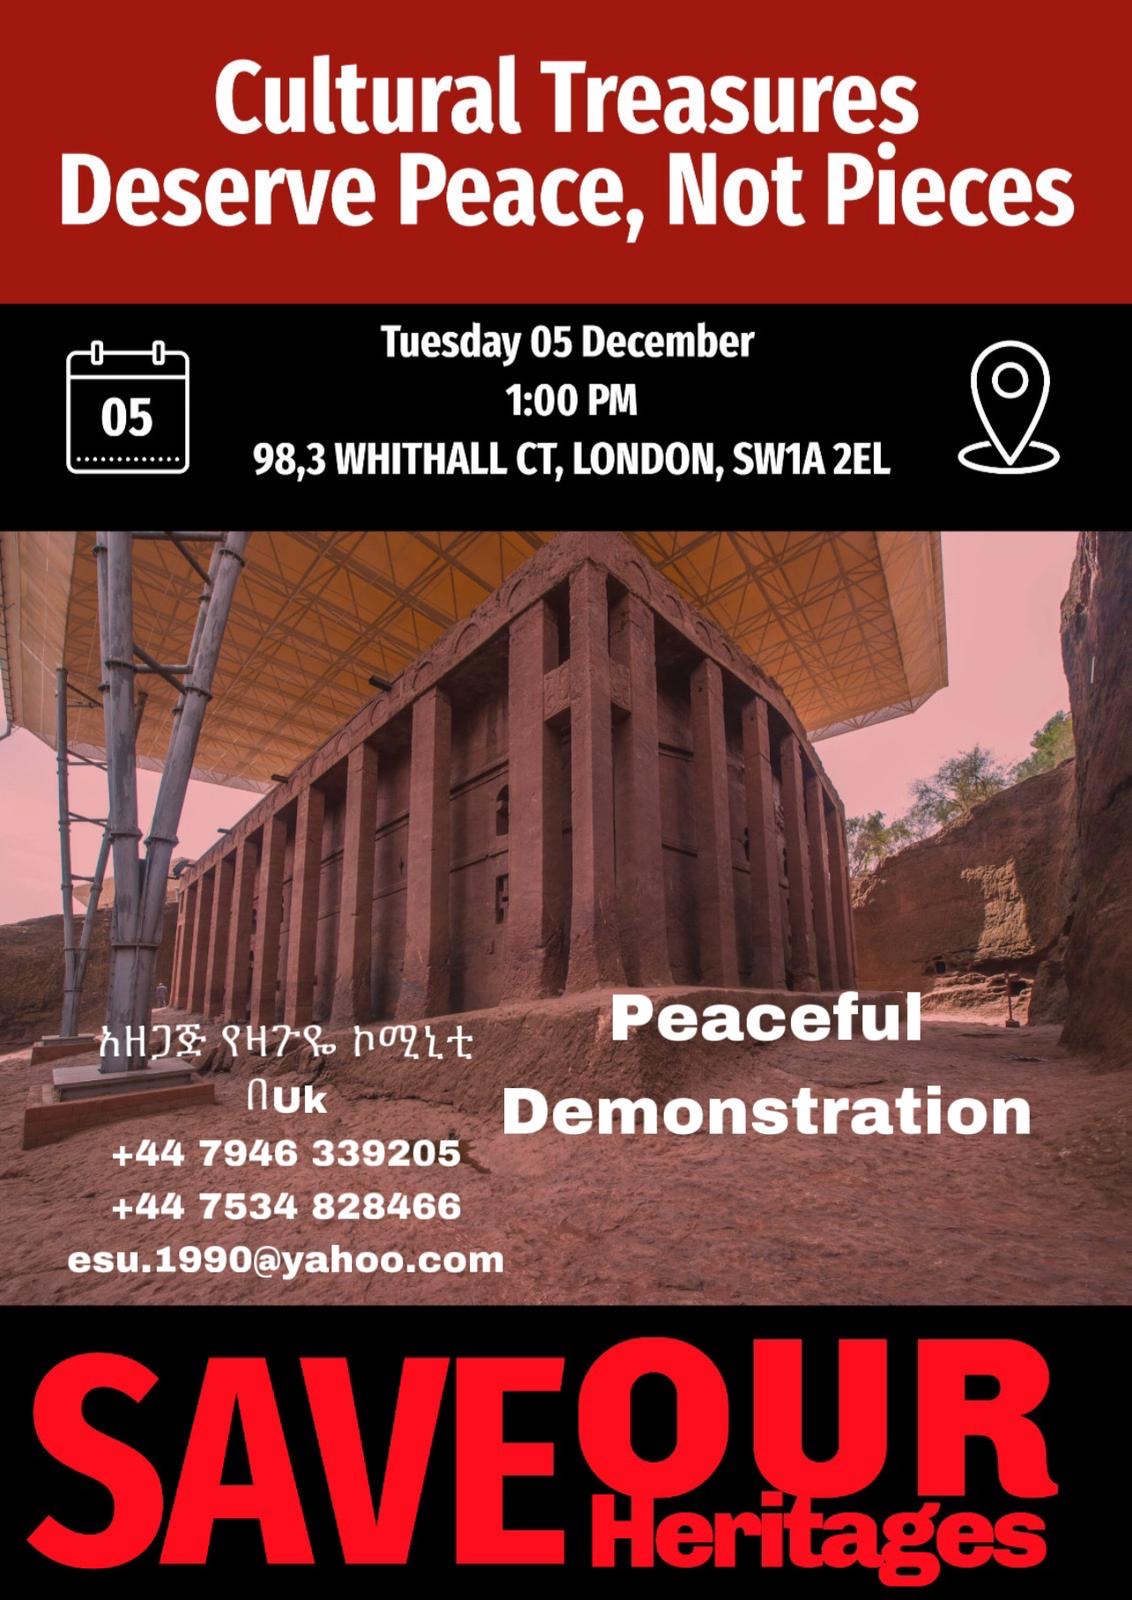 Cultural Treasures
Deserve Peace, Not Pieces
05
Tuesday 05 December
1:00 PM
98,3 WHITHALL CT, LONDON, SW1A 2EL
አዘጋጅ የዛጉዬ ኮሚኒቲ
በUk
+44 7946 339205
+44 7534 828466
esu.1990@yahoo.com
Peaceful
Demonstration
SAVE OUR
Heritages